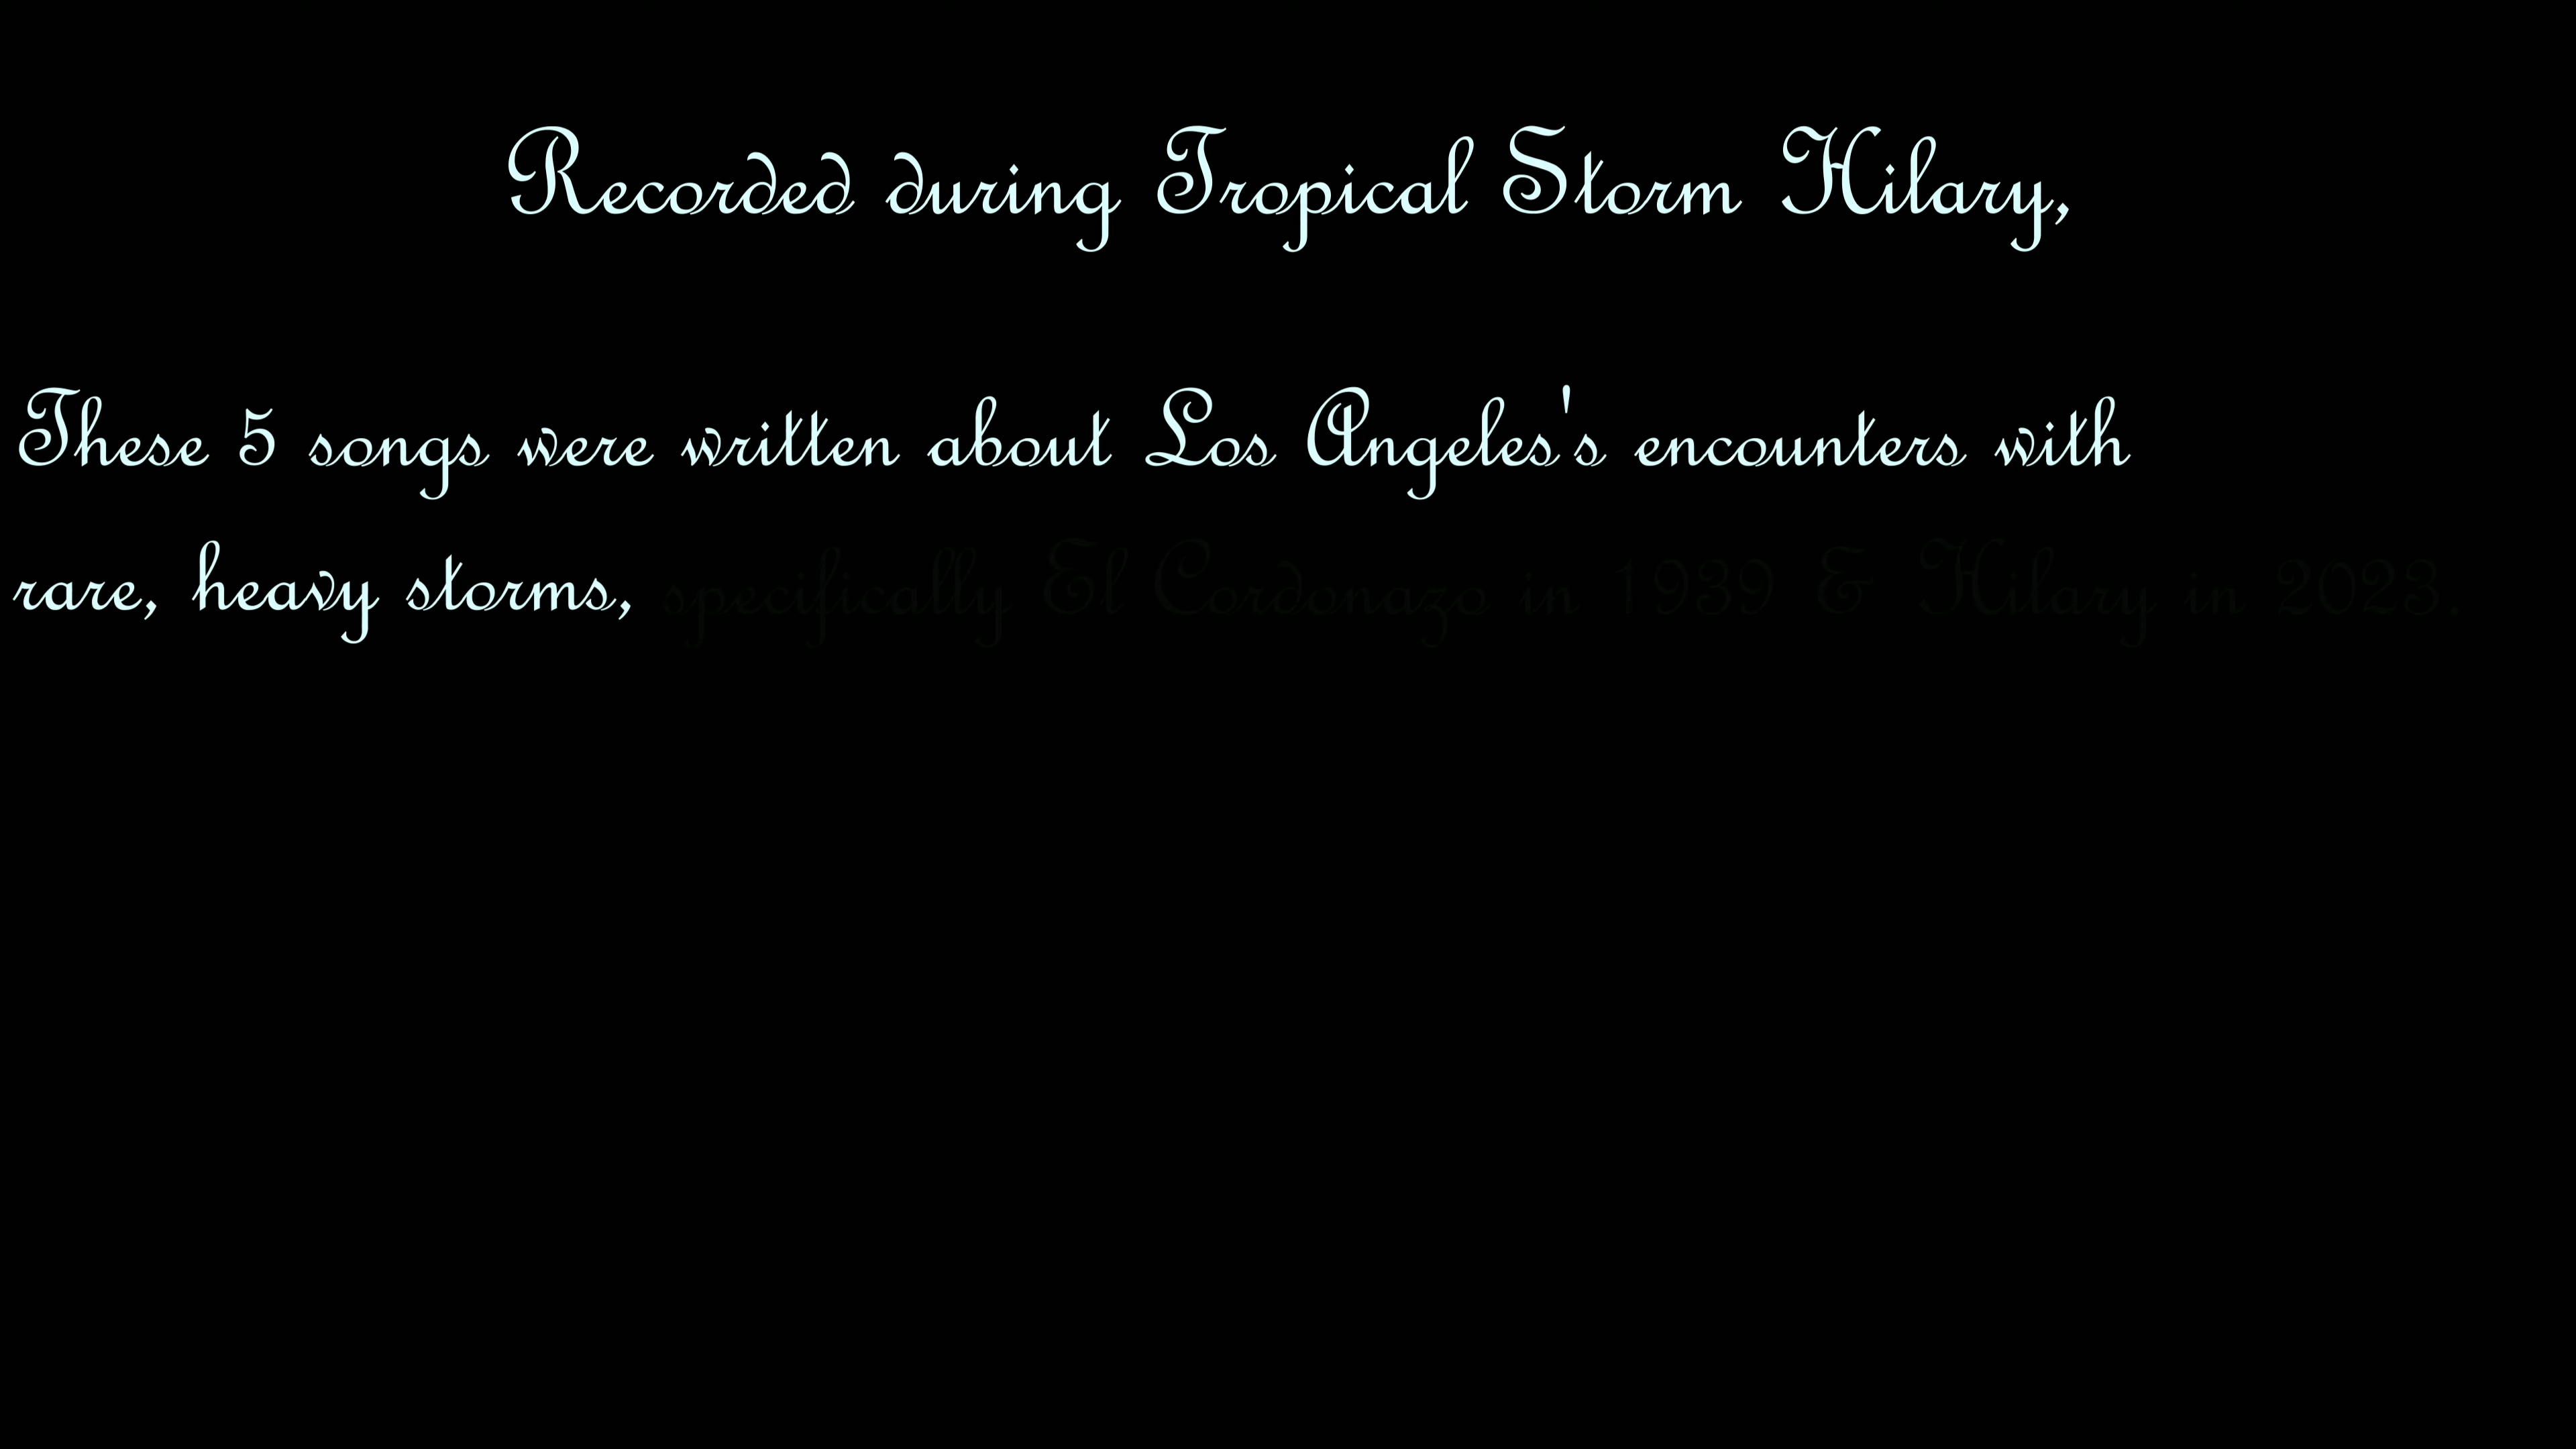 Recorded during Tropical Storm Hilary,
These 5 songs were written about Los Angeles's encounters with
rare, heavy storms, specifically El Cordonazo in 1939 & Hilary in 2023.